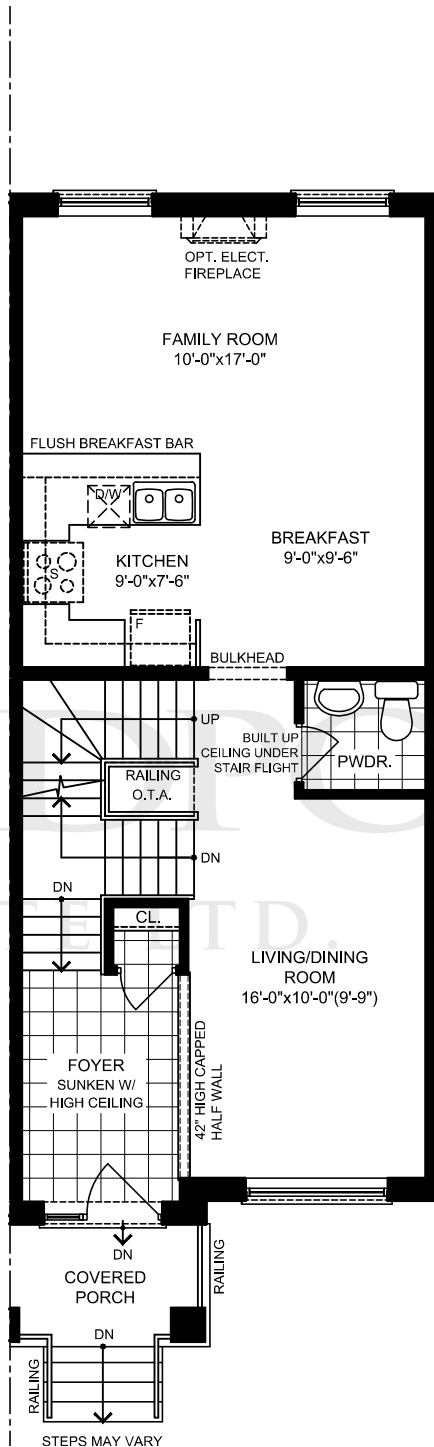 OPT. ELECT.
FIREPLACE
FAMILY ROOM
10'-0"x17'-0"
FLUSH BREAKFAST BAR
D/W
BREAKFAST
9'-0"x9'-6"
KITCHEN
9'-0"x7'-6"
S
F
BULKHEAD
UP
BUILT UP
CEILING UNDER
STAIR FLIGHT
PWDR.
RAILING
O.T.A.
DN
DN
CL.
LIVING/DINING
ROOM
16'-0"x10'-0"(9'-9")
FOYER
SUNKEN W/
HIGH CEILING
42" HIGH CAPPED
HALF WALL
DN
COVERED
PORCH
RAILING
DN
RAILING
STEPS MAY VARY
DPC
TE LTD.